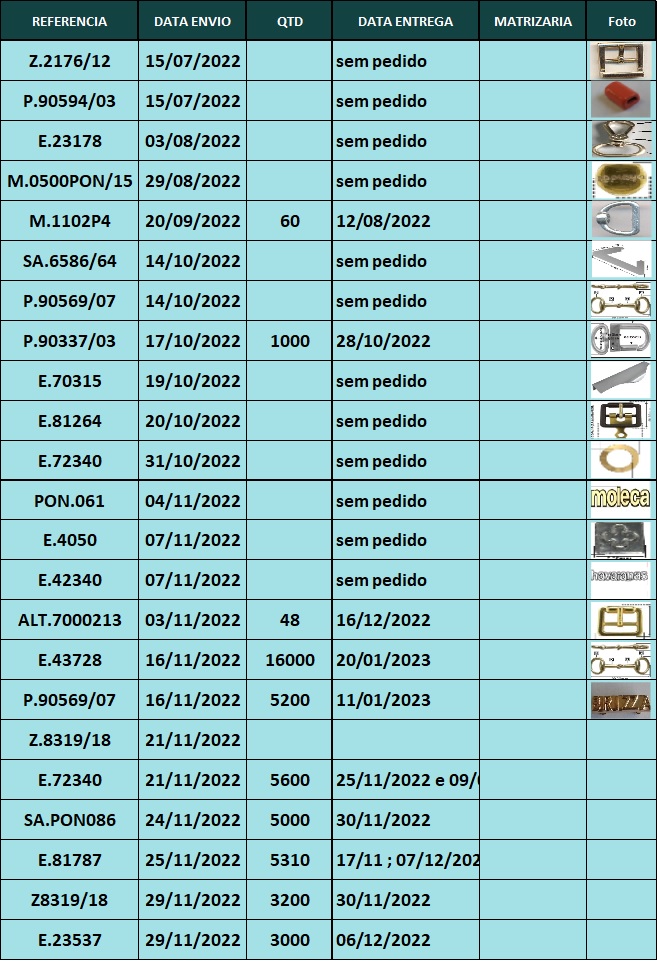 REFERENCIA DATA ENVIO QTD DATA ENTREGA MATRIZARIA Foto
Z.2176/12 15/07/2022 sem pedido
P.90594/03 15/07/2022 sem pedido
E.23178 03/08/2022 sem pedido
M.0500PON/15 29/08/2022 sem pedido
M.1102P4 20/09/2022 60 12/08/2022
SA.6586/64 14/10/2022 sem pedido
P.90569/07 14/10/2022 sem pedido
P.90337/03 17/10/2022 1000 28/10/2022
E.70315 19/10/2022 sem pedido
E.81264 20/10/2022 sem pedido
E.72340 31/10/2022 sem pedido
PON.061 04/11/2022 sem pedido moleca
E.4050 07/11/2022 sem pedido
E.42340 07/11/2022 sem pedido havaianas
ALT.7000213 03/11/2022 48 16/12/2022
E.43728 16/11/2022 16000 20/01/2023
P.90569/07 16/11/2022 5200 11/01/2023
Z.8319/18 21/11/2022
E.72340 21/11/2022 5600 25/11/2022 e 09/
SA.PON086 24/11/2022 5000 30/11/2022
E.81787 25/11/2022 5310 17/11 ; 07/12/202
Z8319/18 29/11/2022 3200 30/11/2022
E.23537 29/11/2022 3000 06/12/2022